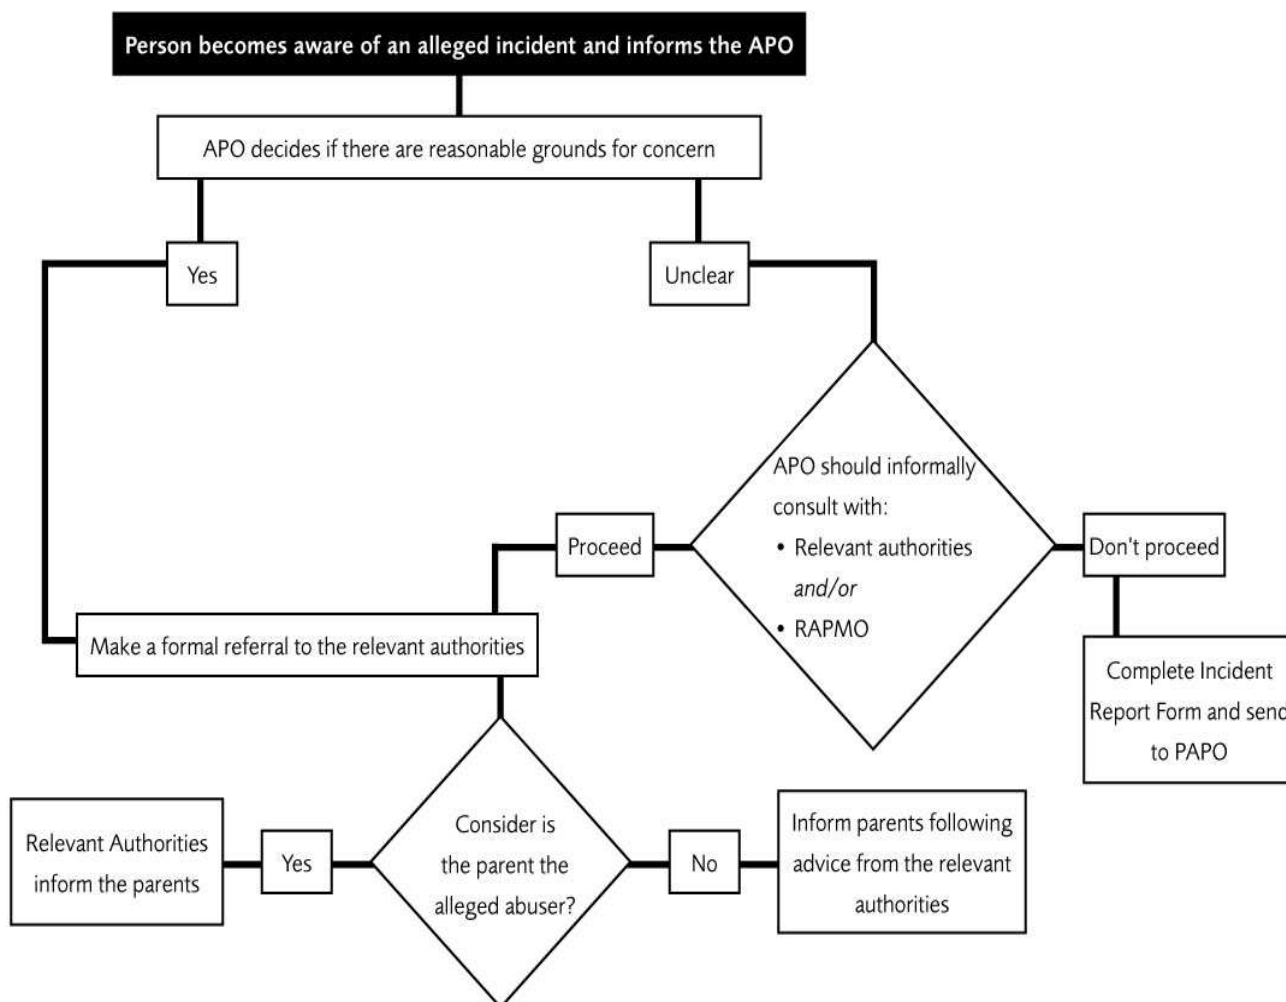 Person becomes aware of an alleged incident and informs the APO
APO decides if there are reasonable grounds for concern
Yes
Unclear
APO should informally
consult with:
• Relevant authorities
and/or
• RAPMO
Proceed
Don't proceed
Make a formal referral to the relevant authorities
Complete Incident
Report Form and send
to PAPO
Consider is
the parent the
alleged abuser?
Yes
Relevant Authorities
inform the parents
No
Inform parents following
advice from the relevant
authorities